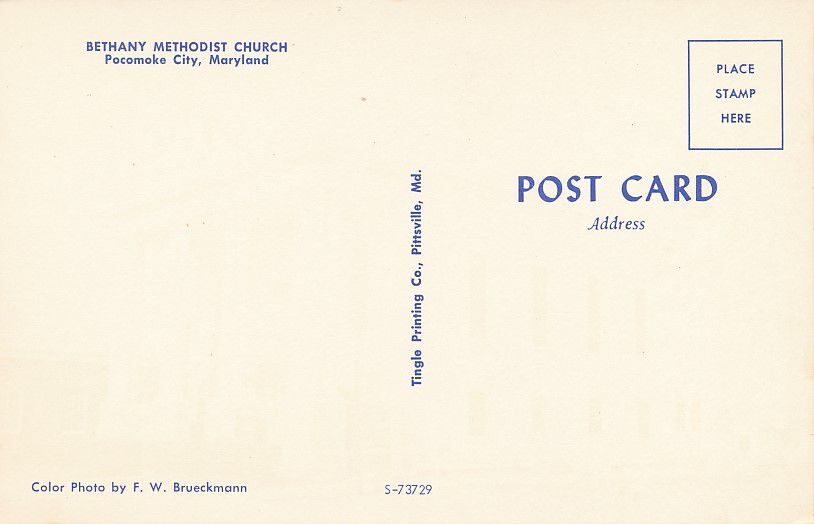 BETHANY METHODIST CHURCH
Pocomoke City, Maryland
PLACE
STAMP
HERE
POST CARD
Address
Tingle Printing Co., Pittsville, Md.
Color Photo by F. W. Brueckmann
S-73729